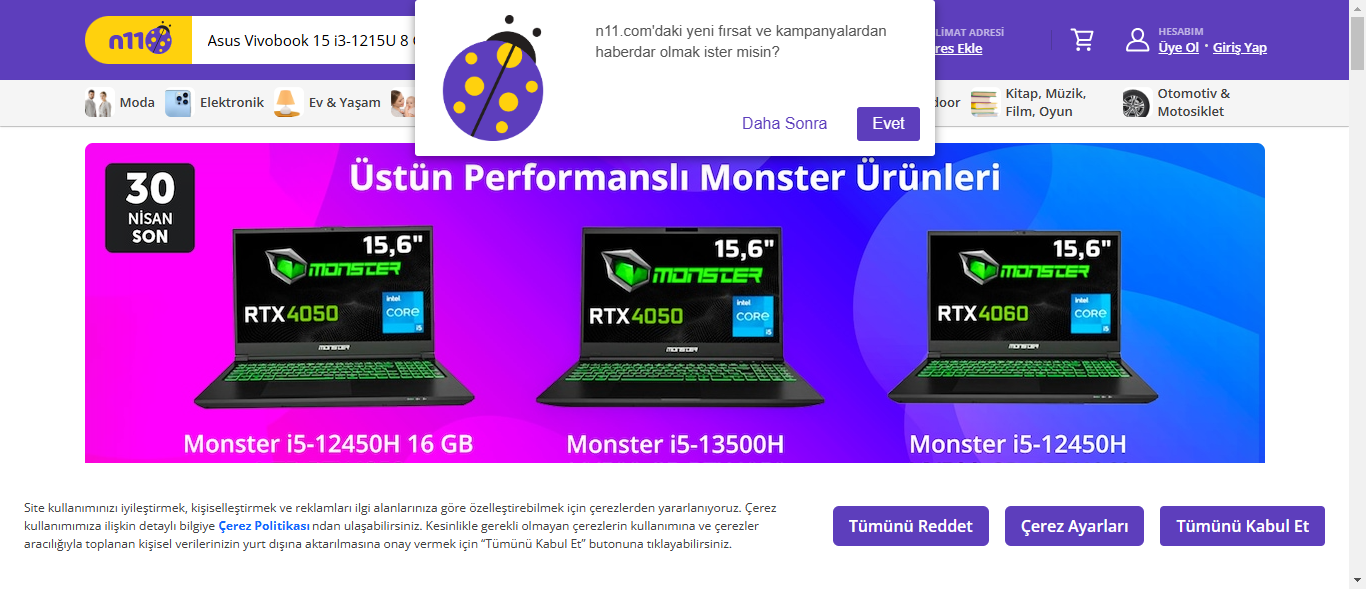 n11
Asus Vivobook 15 i3-1215U 8
n11.com'daki yeni fırsat ve kampanyalardan
haberdar olmak ister misin?
Daha Sonra
Evet
LİMAT ADRESİ
res Ekle
HESABIM
Üye Ol · Giriş Yap
Moda
Elektronik
Ev & Yaşam
door
Kitap, Müzik,
Film, Oyun
Otomotiv &
Motosiklet
30
NİSAN
SON
Üstün Performanslı Monster Ürünleri
15,6"
MONSTER
RTX4050
intel
CORE
i5
MONSTER
15,6"
MONSTER
RTX4050
intel
CORE
i5
MONSTER
15,6"
MONSTER
RTX4060
intel
CORE
i5
MONSTER
Monster i5-12450H 16 GB
Monster i5-13500H
Monster i5-12450H
Site kullanımınızı iyileştirmek, kişiselleştirmek ve reklamları ilgi alanlarınıza göre özelleştirebilmek için çerezlerden yararlanıyoruz. Çerez
kullanımımıza ilişkin detaylı bilgiye Çerez Politikası ndan ulaşabilirsiniz. Kesinlikle gerekli olmayan çerezlerin kullanımına ve çerezler
aracılığıyla toplanan kişisel verilerinizin yurt dışına aktarılmasına onay vermek için “Tümünü Kabul Et” butonuna tıklayabilirsiniz.
Tümünü Reddet
Çerez Ayarları
Tümünü Kabul Et